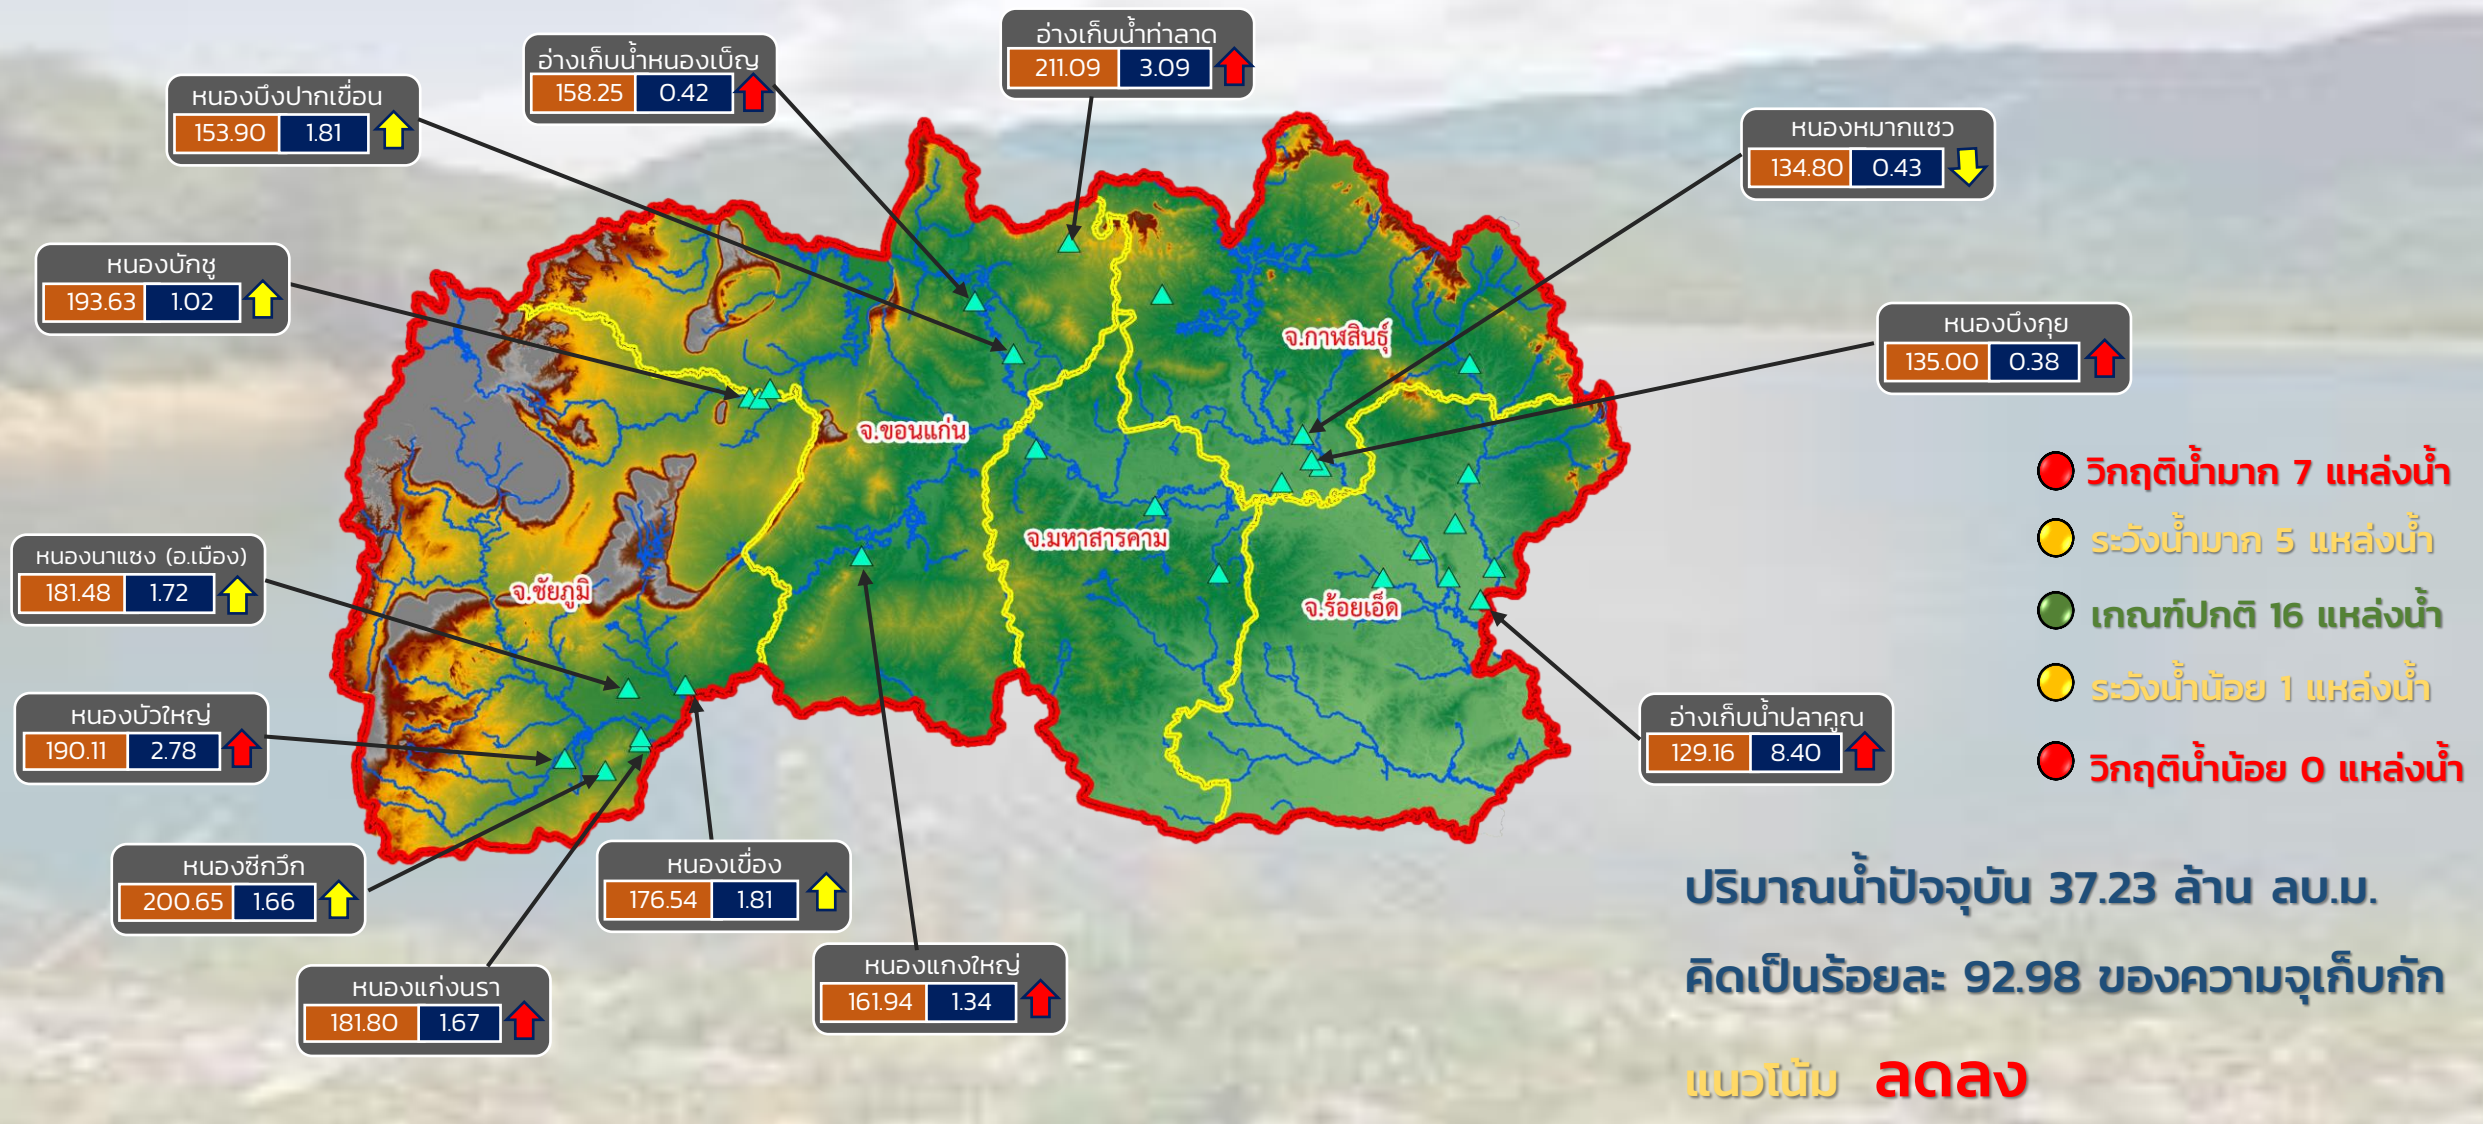 อ่างเก็บน้ำท่าลาด
211.09 3.09
อ่างเก็บน้ำหนองเบ็ญ
158.25 0.42
หนองบึงปากเขื่อน
153.90 1.81
หนองหมากแซว
134.80 0.43
หนองบักชู
193.63 1.02
หนองบึงกุย
135.00 0.38
จ.กาฬสินธุ์
จ.ขอนแก่น
จ.มหาสารคาม
จ.ชัยภูมิ
จ.ร้อยเอ็ด
วิกฤติน้ำมาก 7 แหล่งน้ำ
ระวังน้ำมาก 5 แหล่งน้ำ
เกณฑ์ปกติ 16 แหล่งน้ำ
ระวังน้ำน้อย 1 แหล่งน้ำ
วิกฤติน้ำน้อย 0 แหล่งน้ำ
หนองนาแซง (อ.เมือง)
181.48 1.72
หนองบัวใหญ่
190.11 2.78
อ่างเก็บน้ำปลาคูณ
129.16 8.40
หนองซีกวึก
200.65 1.66
หนองเขื่อง
176.54 1.81
หนองแก่งนรา
181.80 1.67
หนองแกงใหญ่
161.94 1.34
ปริมาณน้ำปัจจุบัน 37.23 ล้าน ลบ.ม.
คิดเป็นร้อยละ 92.98 ของความจุเก็บกัก
แนวโน้ม ลดลง